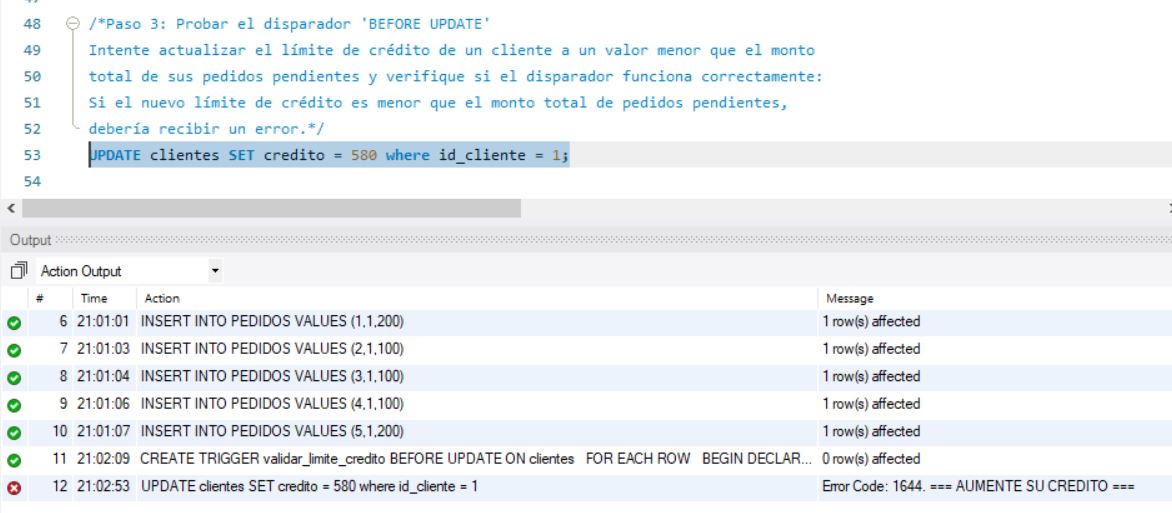 48 /*Paso 3: Probar el disparador 'BEFORE UPDATE'
49 Intente actualizar el límite de crédito de un cliente a un valor menor que el monto
50 total de sus pedidos pendientes y verifique si el disparador funciona correctamente:
51 Si el nuevo límite de crédito es menor que el monto total de pedidos pendientes,
52 debería recibir un error.*/
53 UPDATE clientes SET credito = 580 where id_cliente = 1;
54
Output
Action Output
# Time Action Message
6 21:01:01 INSERT INTO PEDIDOS VALUES (1,1,200) 1 row(s) affected
7 21:01:03 INSERT INTO PEDIDOS VALUES (2,1,100) 1 row(s) affected
8 21:01:04 INSERT INTO PEDIDOS VALUES (3,1,100) 1 row(s) affected
9 21:01:06 INSERT INTO PEDIDOS VALUES (4,1,100) 1 row(s) affected
10 21:01:07 INSERT INTO PEDIDOS VALUES (5,1,200) 1 row(s) affected
11 21:02:09 CREATE TRIGGER validar_limite_credito BEFORE UPDATE ON clientes FOR EACH ROW BEGIN DECLAR... 0 row(s) affected
12 21:02:53 UPDATE clientes SET credito = 580 where id_cliente = 1 Error Code: 1644. === AUMENTE SU CREDITO ===